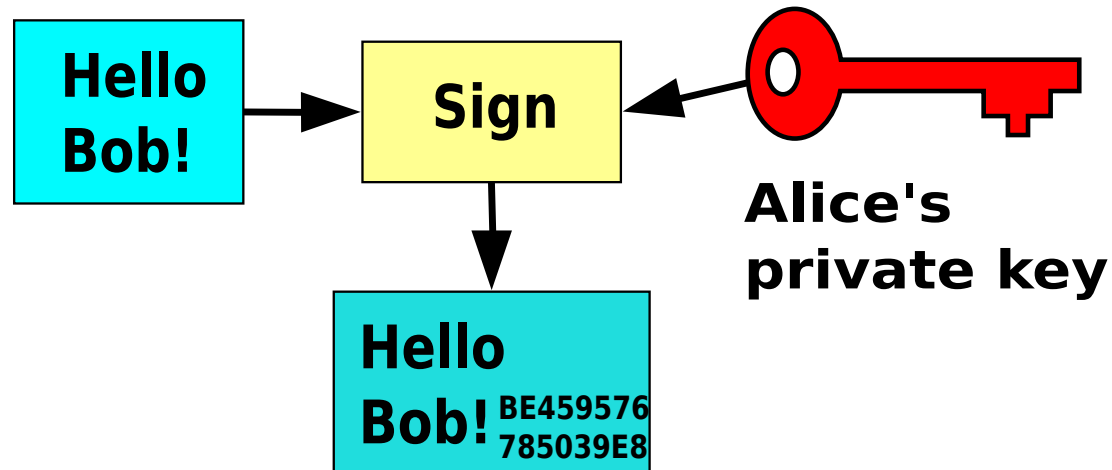 Hello
Bob!
Sign
Alice's
private key
Hello
Bob! BE459576
785039E8